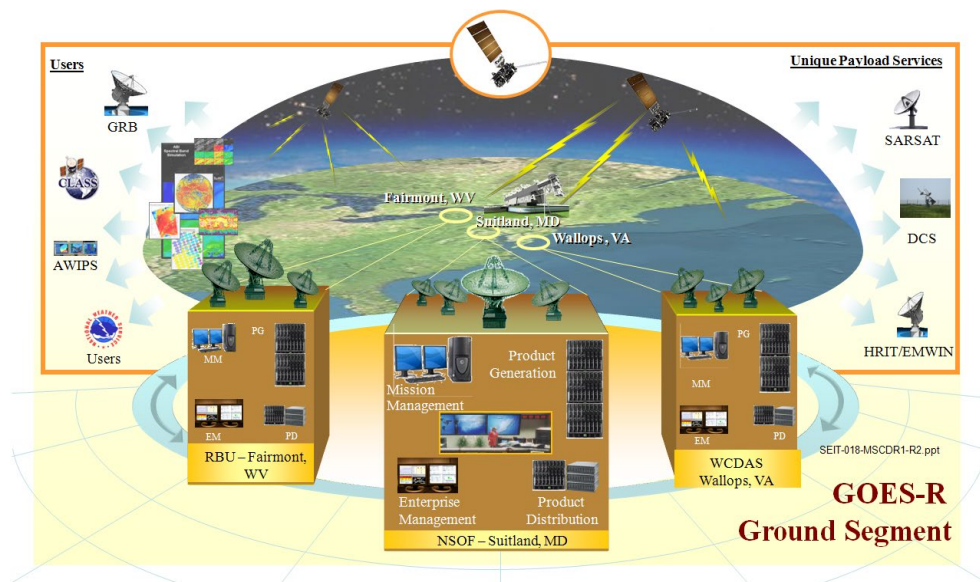 Users
Unique Payload Services
GRB
CLASS
AWIPS
Users
SARSAT
DCS
HRIT/EMWIN
Fairmont, WV
Suitland, MD
Wallops, VA
MM
PG
EM
PD
RBU – Fairmont,
WV
Mission
Management
Product
Generation
Enterprise
Management
Product
Distribution
NSOF – Suitland, MD
PG
MM
EM
PD
WCDAS
Wallops, VA
SEIT-018-MSCDR1-R2.ppt
GOES-R
Ground Segment